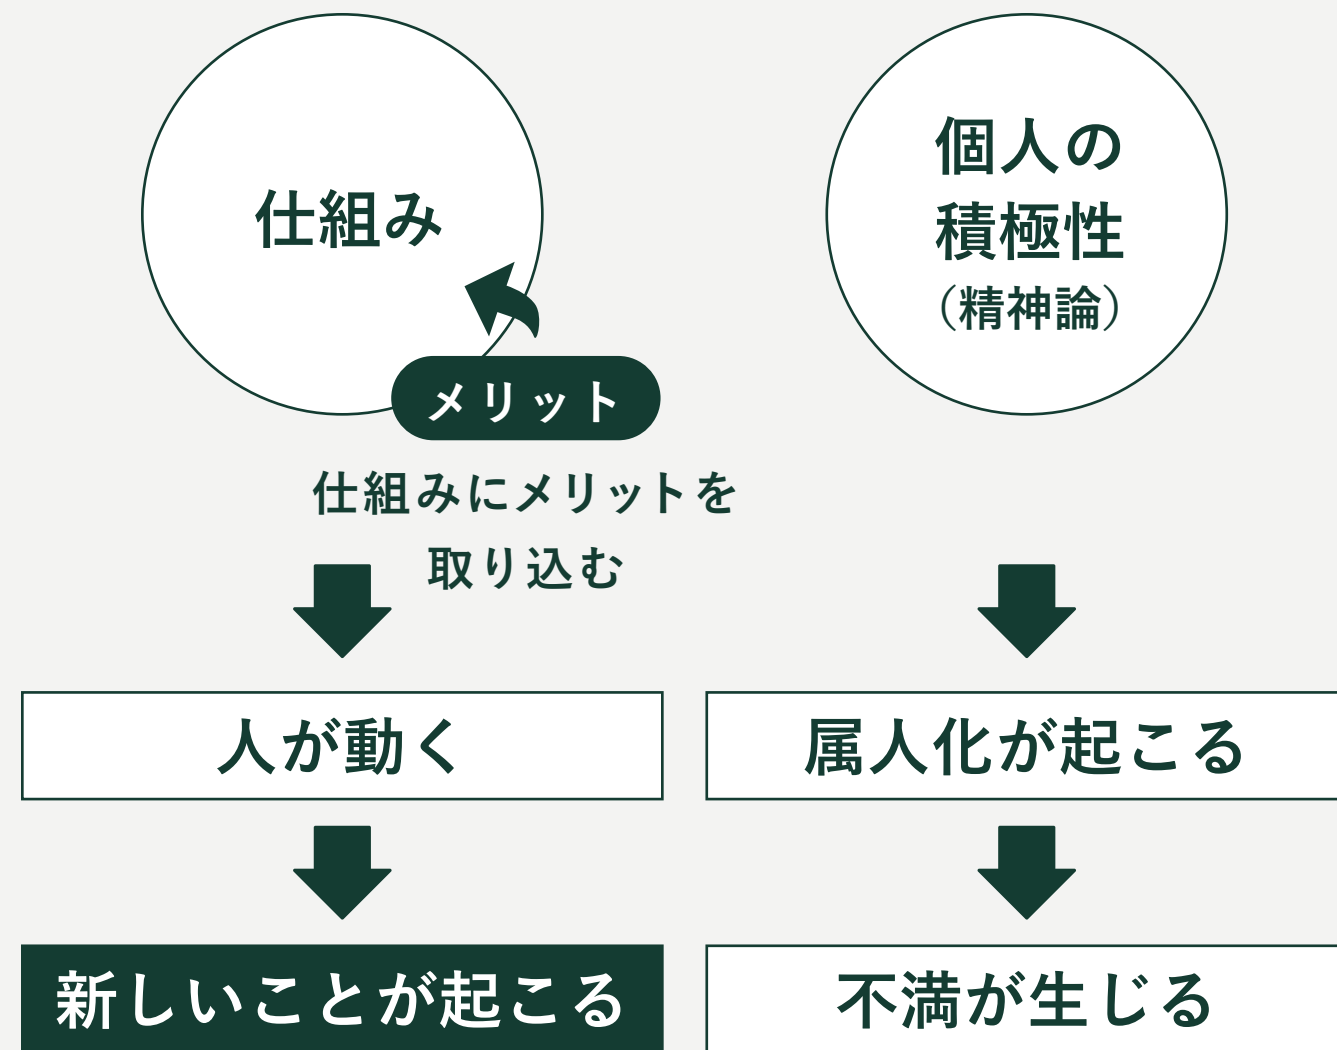 仕組み
メリット
仕組みにメリットを
取り込む
人が動く
新しいことが起こる
個人の
積極性
（精神論）
属人化が起こる
不満が生じる